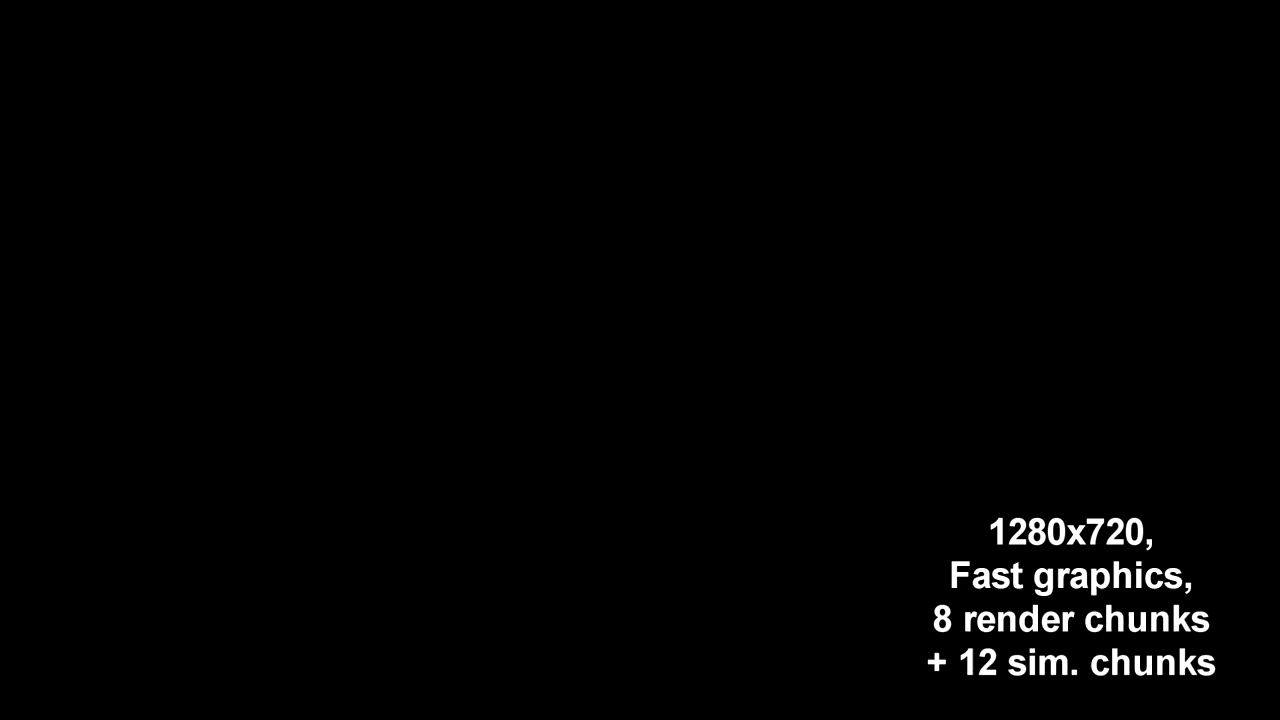 1280x720,
Fast graphics,
8 render chunks
+ 12 sim. chunks